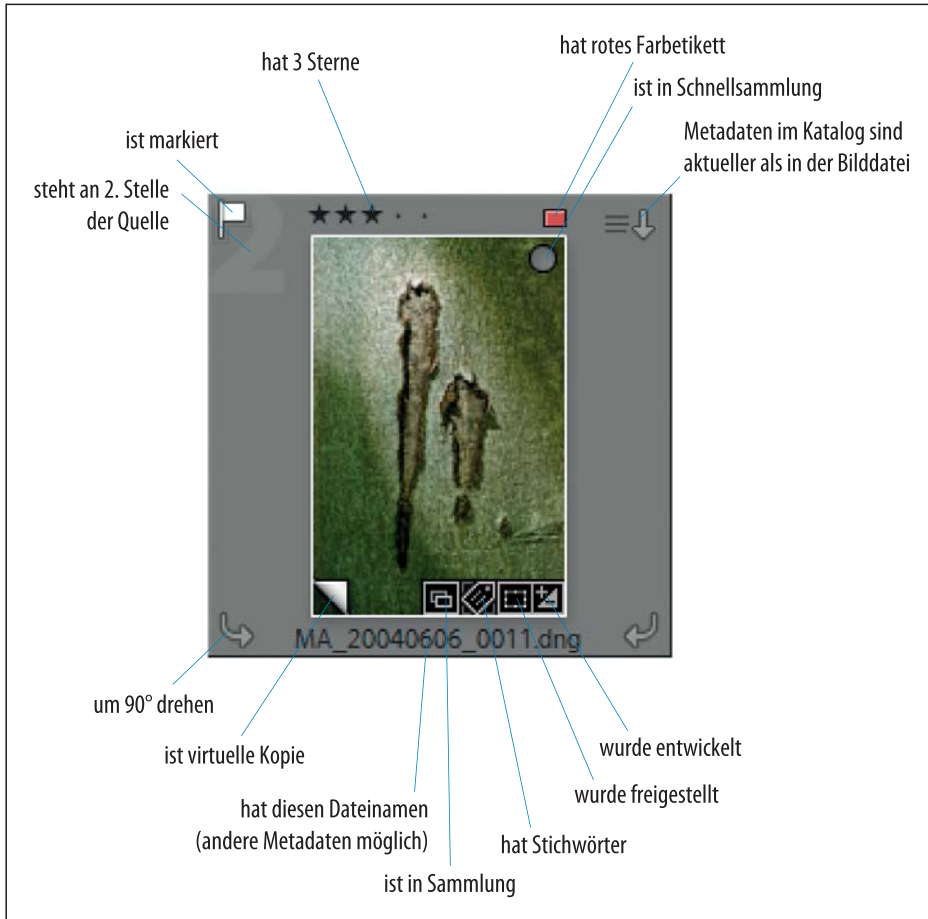 hat 3 Sterne
hat rotes Farbetikett
ist in Schnellsammlung
ist markiert
Metadaten im Katalog sind
aktueller als in der Bilddatei
steht an 2. Stelle
der Quelle
2
MA_20040606_0011.dng
um 90° drehen
ist virtuelle Kopie
wurde entwickelt
wurde freigestellt
hat diesen Dateinamen
(andere Metadaten möglich)
hat Stichwörter
ist in Sammlung